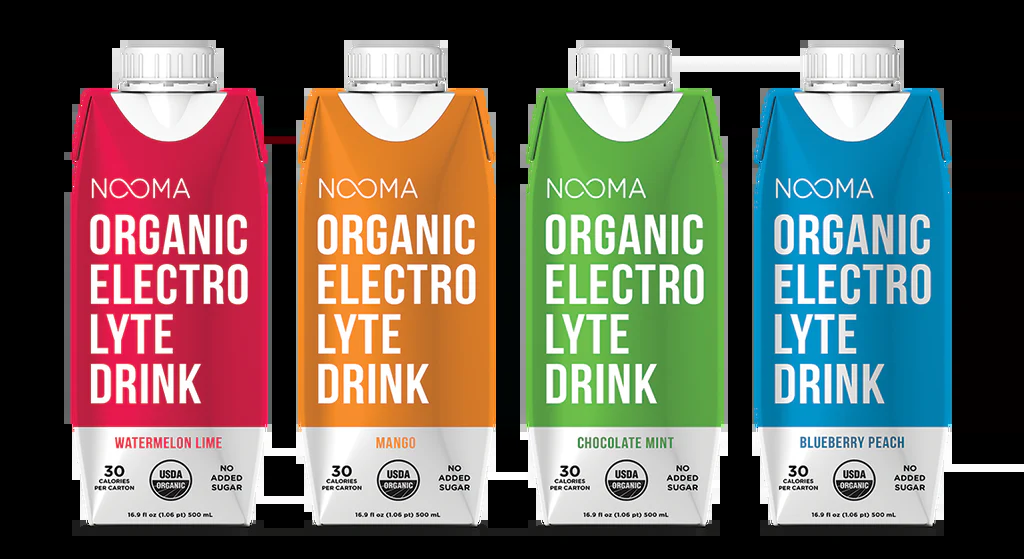 NOOMA
ORGANIC
ELECTRO
LYTE
DRINK
WATERMELON LIME
30
CALORIES
PER CARTON
USDA
ORGANIC
NO
ADDED
SUGAR
16.9 fl oz (1.06 pt) 500 mL
NOOMA
ORGANIC
ELECTRO
LYTE
DRINK
MANGO
30
CALORIES
PER CARTON
USDA
ORGANIC
NO
ADDED
SUGAR
16.9 fl oz (1.06 pt) 500 mL
NOOMA
ORGANIC
ELECTRO
LYTE
DRINK
CHOCOLATE MINT
30
CALORIES
PER CARTON
USDA
ORGANIC
NO
ADDED
SUGAR
16.9 fl oz (1.06 pt) 500 mL
NOOMA
ORGANIC
ELECTRO
LYTE
DRINK
BLUEBERRY PEACH
30
CALORIES
PER CARTON
USDA
ORGANIC
NO
ADDED
SUGAR
16.9 fl oz (1.06 pt) 500 mL